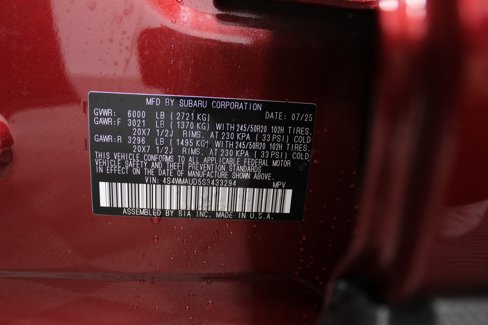 MFD BY SUBARU CORPORATION
GVWR: 6000 LB ( 2721 KG) DATE: 07/25
GAWR:F 3021 LB ( 1370 KG) WITH 245/50R20 102H TIRES,
20X7 1/2J RIMS, AT 230 KPA ( 33 PSI) COLD
GAWR:R 3296 LB ( 1495 KG) WITH 245/50R20 102H TIRES,
20X7 1/2J RIMS, AT 230 KPA ( 33 PSI) COLD
THIS VEHICLE CONFORMS TO ALL APPLICABLE FEDERAL MOTOR
VEHICLE SAFETY AND THEFT PREVENTION STANDARDS
IN EFFECT ON THE DATE OF MANUFACTURE SHOWN ABOVE.
VIN: 4S4WMAUD5S3433294 MPV
ASSEMBLED BY SIA INC. MADE IN U.S.A.